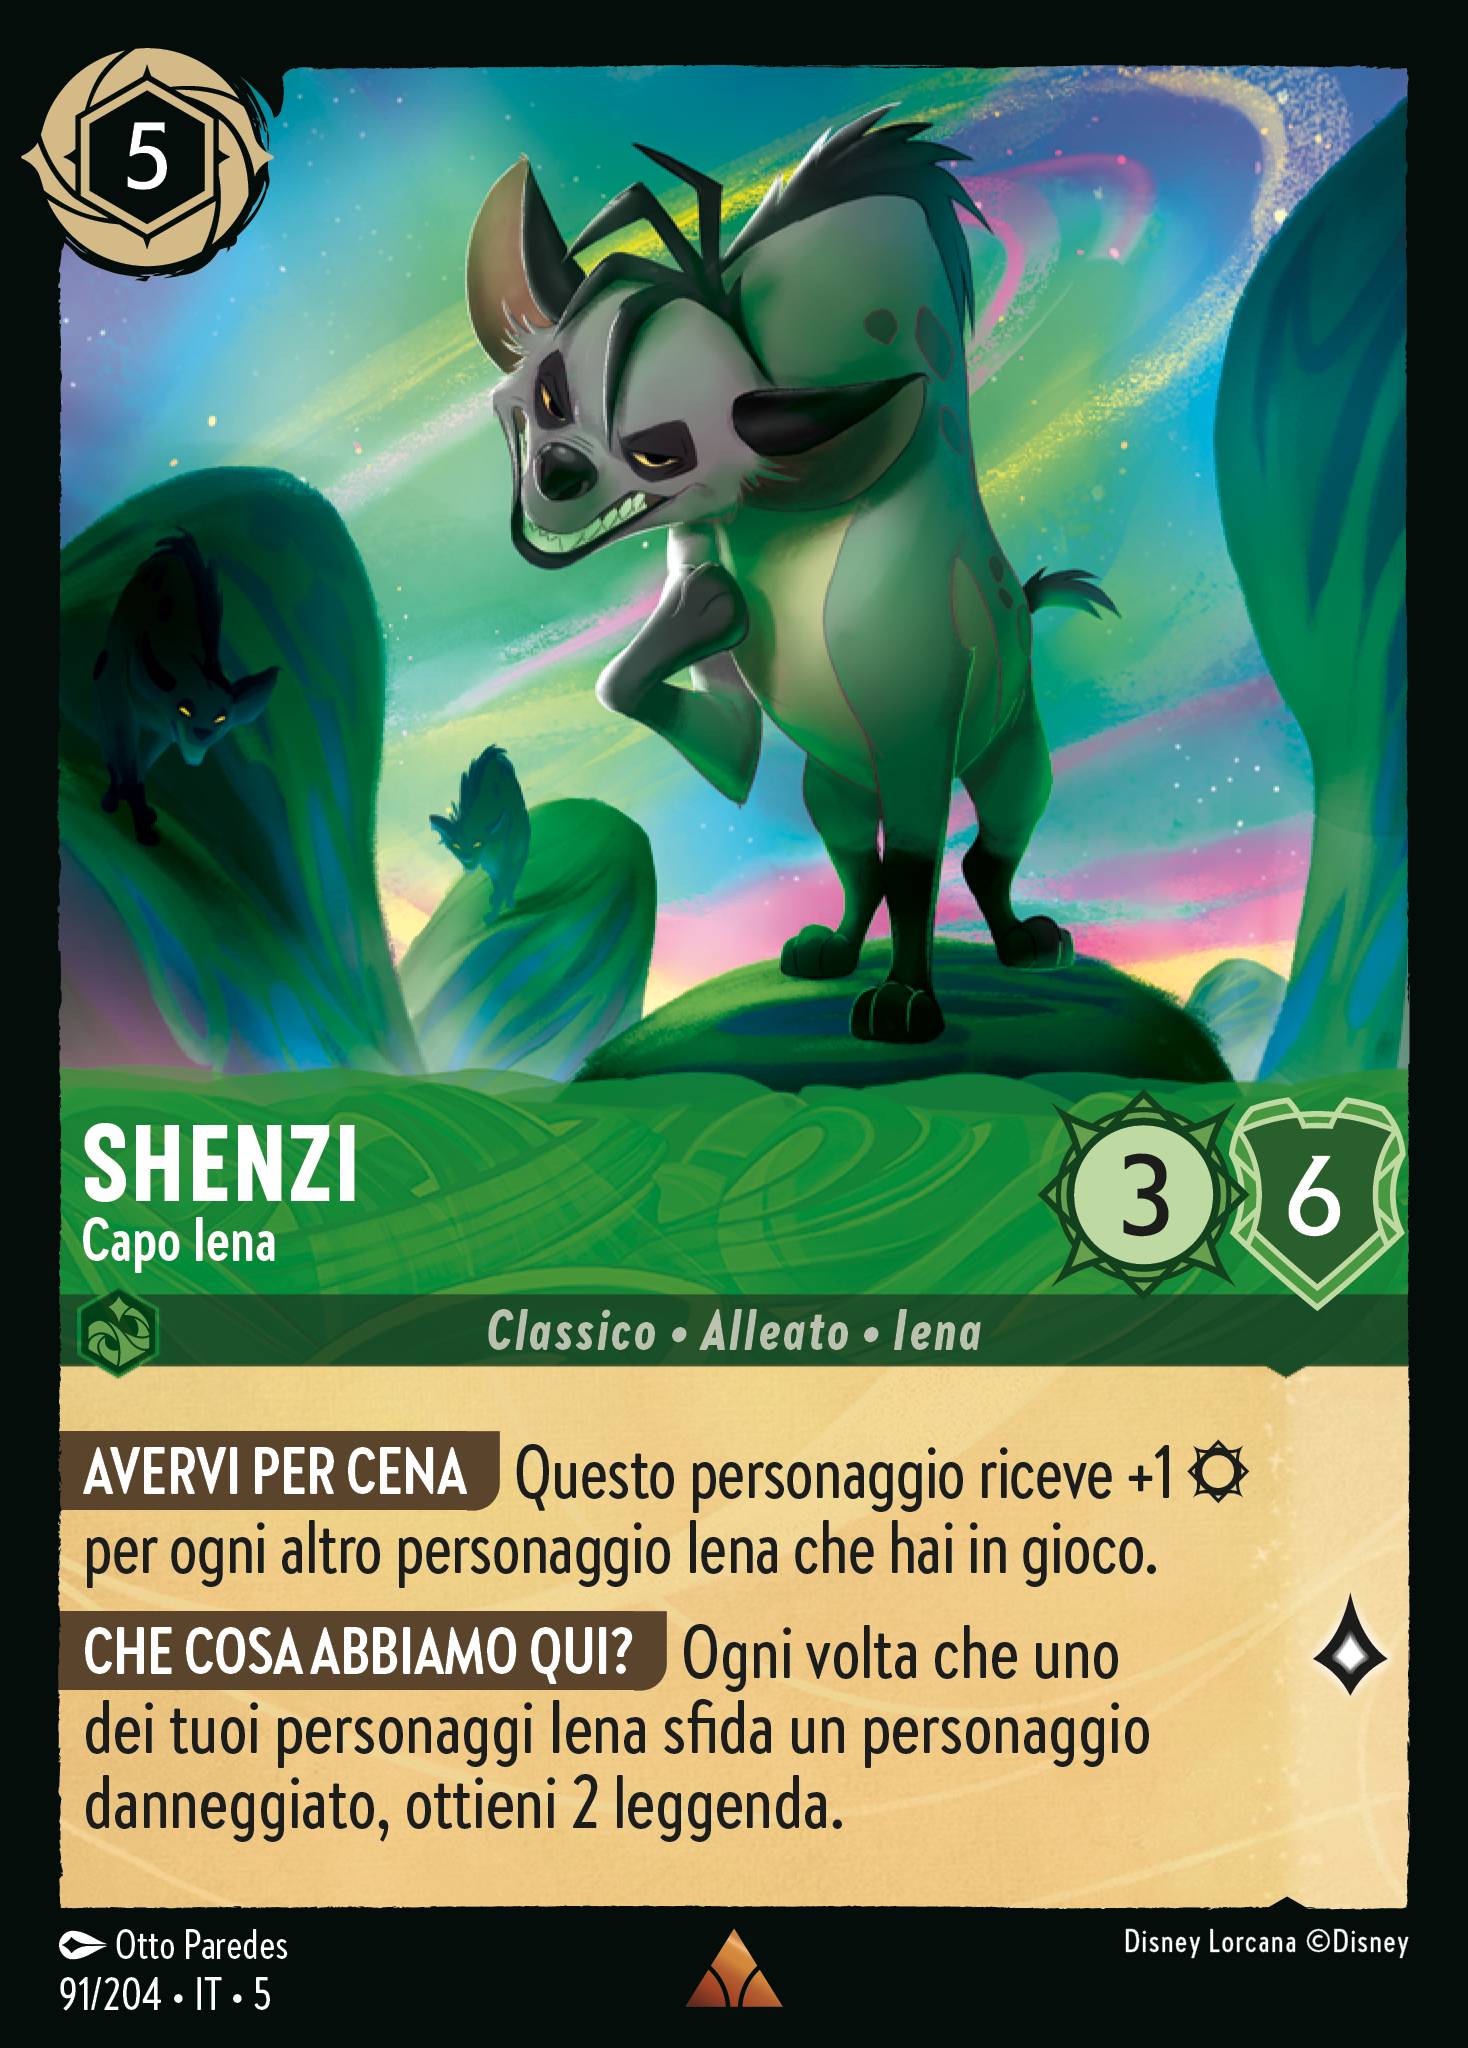 5
SHENZI
Capo Iena
3
6
Classico • Alleato • Iena
AVERVI PER CENA Questo personaggio riceve +1
per ogni altro personaggio Iena che hai in gioco.
CHE COSA ABBIAMO QUI? Ogni volta che uno
dei tuoi personaggi Iena sfida un personaggio
danneggiato, ottieni 2 leggenda.
Otto Paredes
Disney Lorcana ©Disney
91/204 • IT • 5